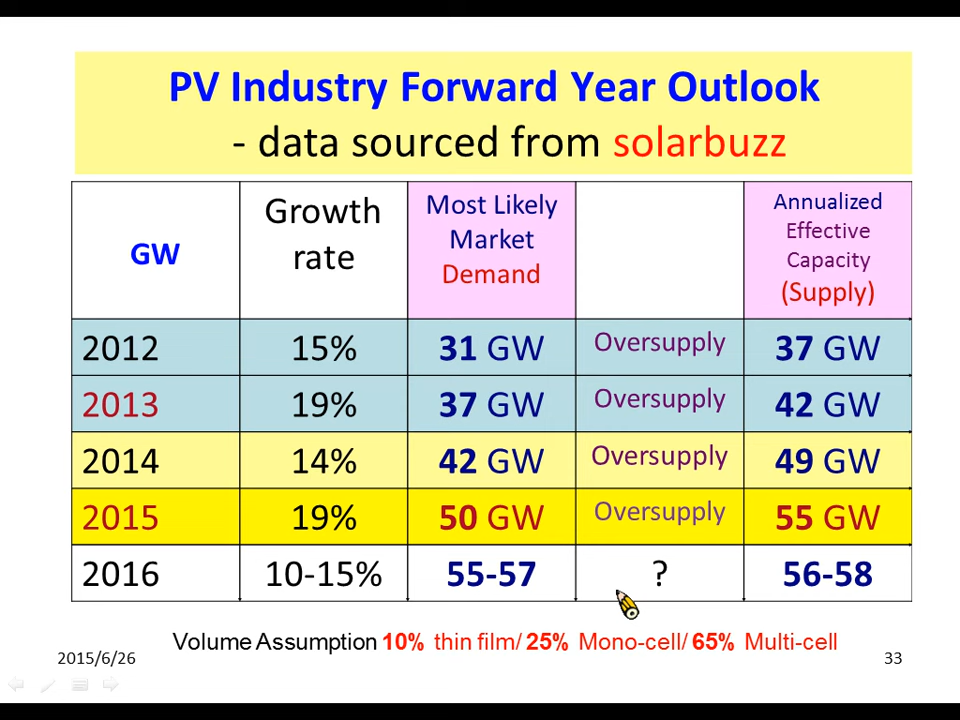 PV Industry Forward Year Outlook
- data sourced from solarbuzz
GW
Growth
rate
Most Likely
Market
Demand
Annualized
Effective
Capacity
(Supply)
2012 15% 31 GW Oversupply 37 GW
2013 19% 37 GW Oversupply 42 GW
2014 14% 42 GW Oversupply 49 GW
2015 19% 50 GW Oversupply 55 GW
2016 10-15% 55-57 ? 56-58
Volume Assumption 10% thin film/ 25% Mono-cell/ 65% Multi-cell
2015/6/26 33